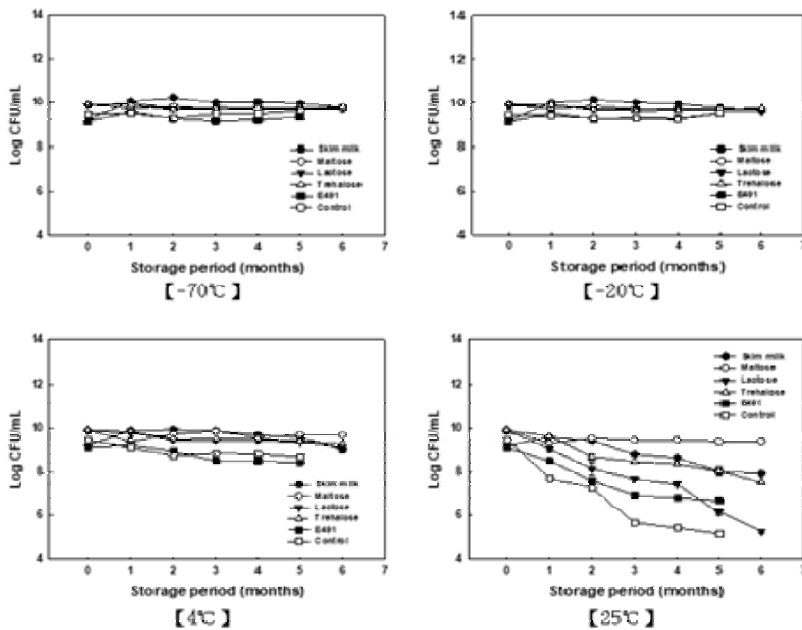 14
12
10
8
6
4
Log CFU/mL
Skim milk
Maltose
Lactose
Trehalose
E491
Control
0 1 2 3 4 5 6 7
Storage period (months)
【-70℃】
14
12
10
8
6
4
Log CFU/mL
Skim milk
Maltose
Lactose
Trehalose
E491
Control
0 1 2 3 4 5 6 7
Storage period (months)
【-20℃】
14
12
10
8
6
4
Log CFU/mL
Skim milk
Maltose
Lactose
Trehalose
E491
Control
0 1 2 3 4 5 6 7
Storage period (months)
【4℃】
14
12
10
8
6
4
Log CFU/mL
Skim milk
Maltose
Lactose
Trehalose
E491
Control
0 1 2 3 4 5 6 7
Storage period (months)
【25℃】